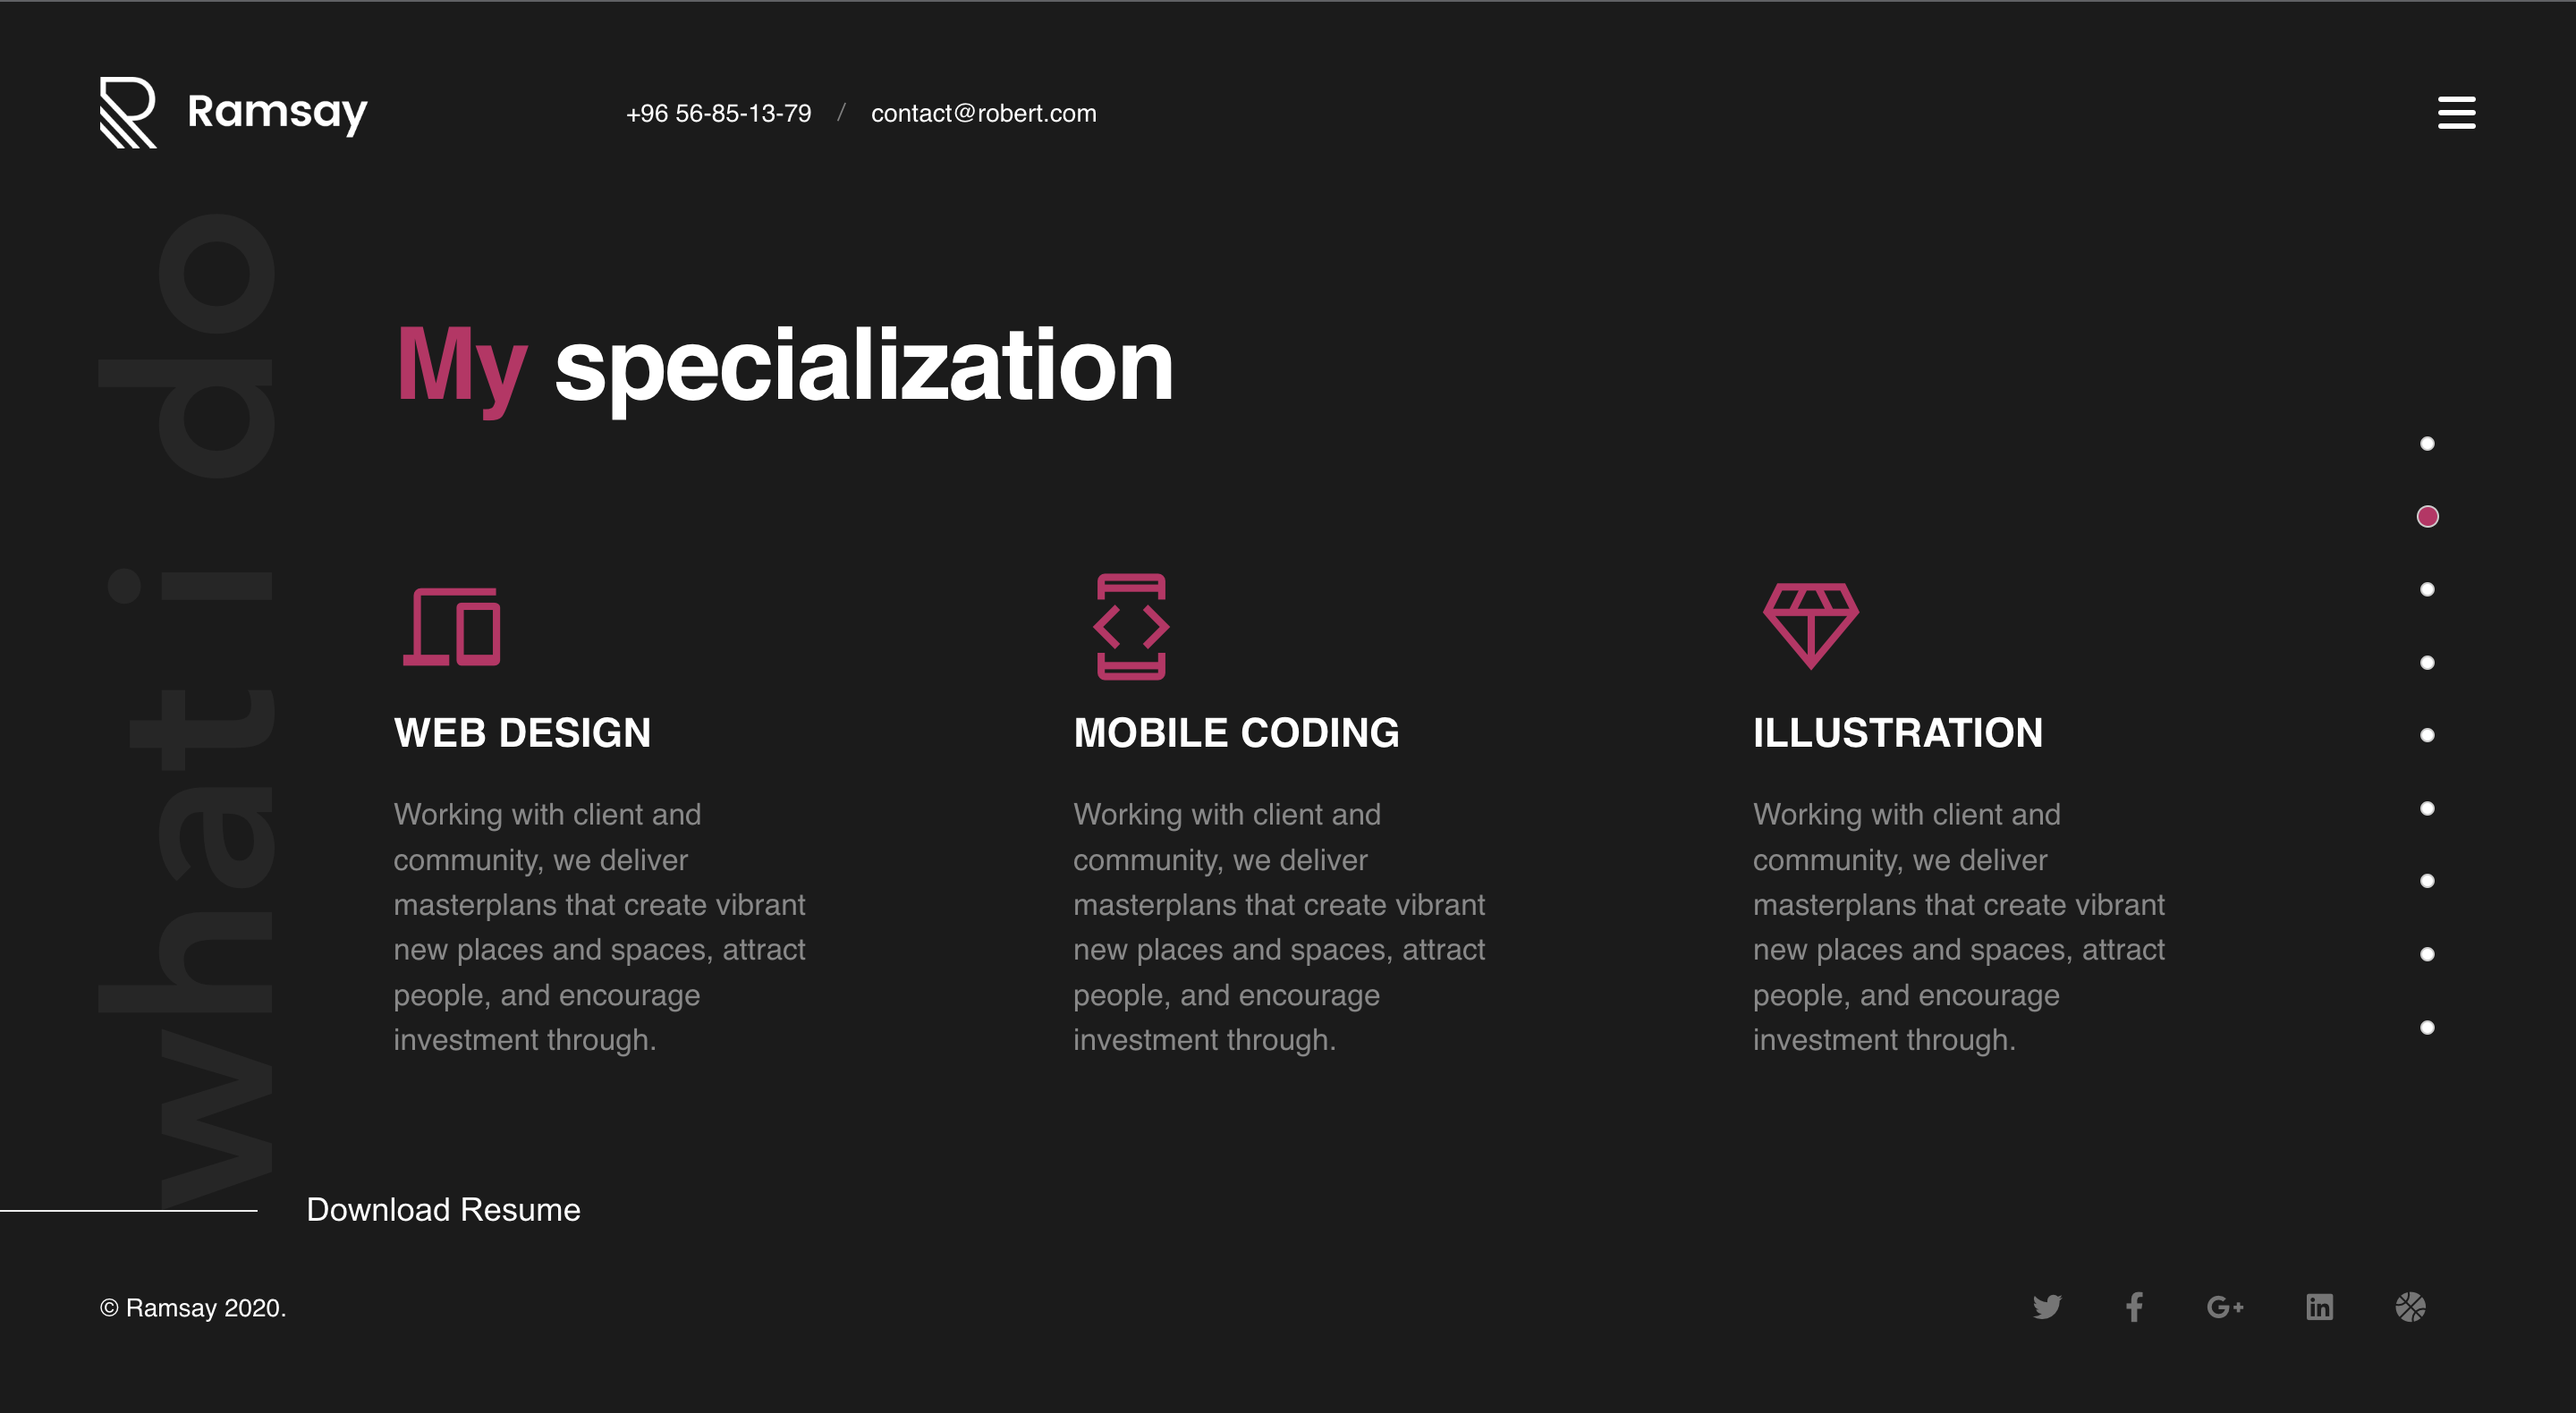 Ramsay
+96 56-85-13-79 / contact@robert.com
what i do
My specialization
WEB DESIGN
Working with client and
community, we deliver
masterplans that create vibrant
new places and spaces, attract
people, and encourage
investment through.
MOBILE CODING
Working with client and
community, we deliver
masterplans that create vibrant
new places and spaces, attract
people, and encourage
investment through.
ILLUSTRATION
Working with client and
community, we deliver
masterplans that create vibrant
new places and spaces, attract
people, and encourage
investment through.
Download Resume
© Ramsay 2020.